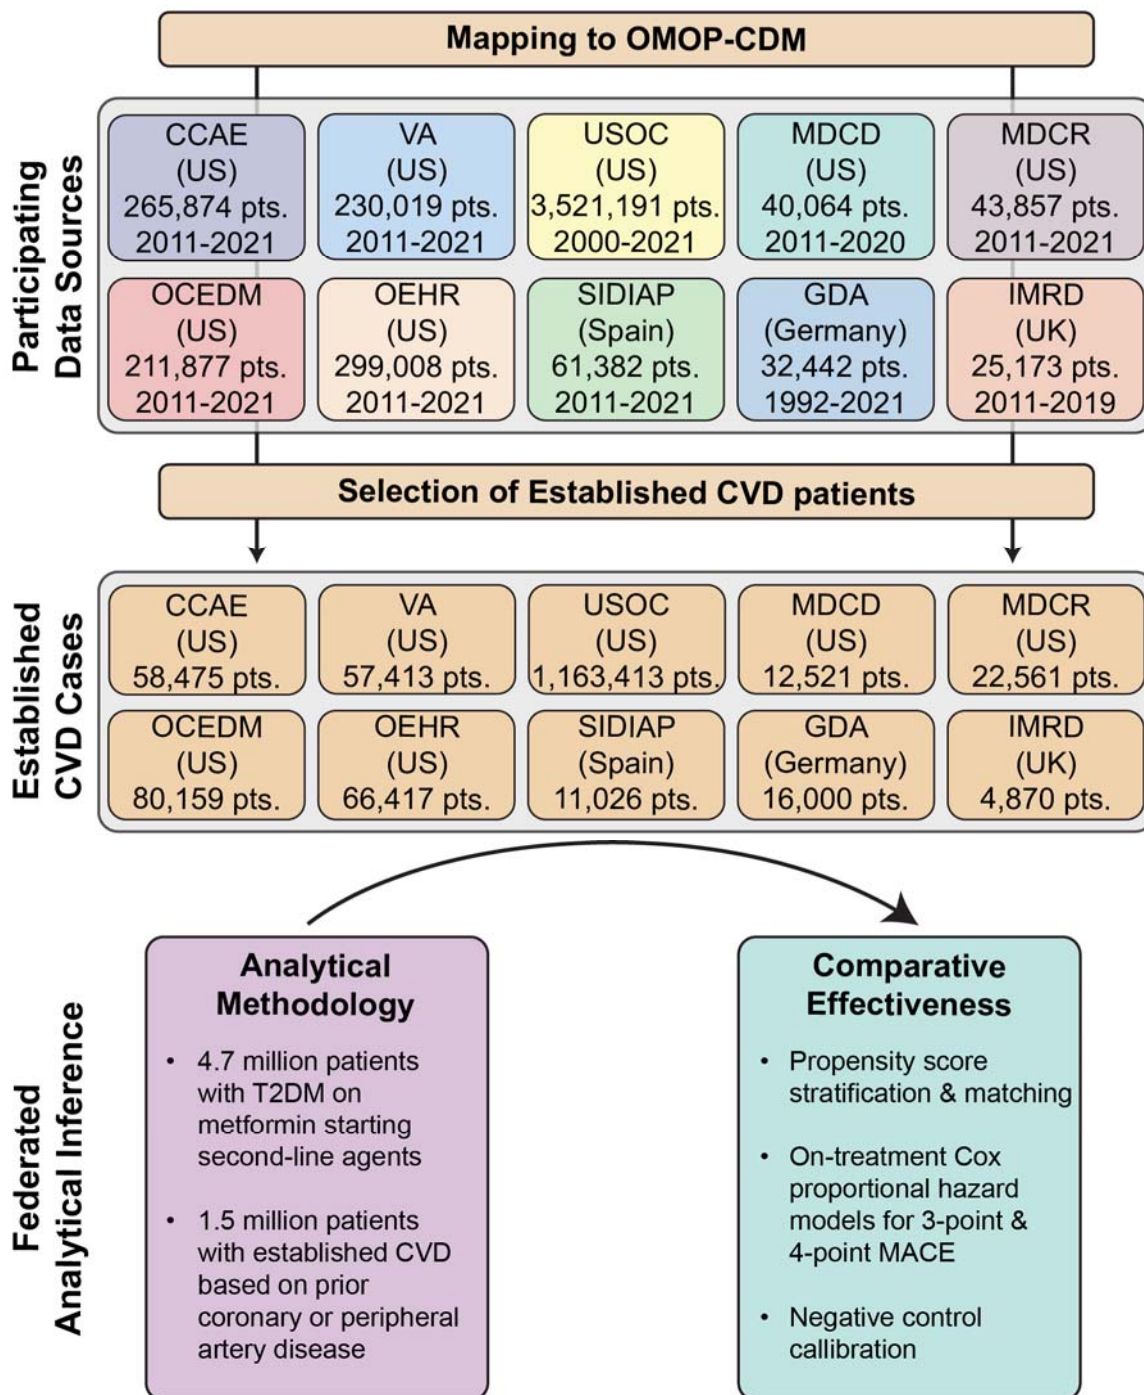 Mapping to OMOP-CDM
Participating
Data Sources
CCAE
(US)
265,874 pts.
2011-2021
VA
(US)
230,019 pts.
2011-2021
USOC
(US)
3,521,191 pts.
2000-2021
MDCD
(US)
40,064 pts.
2011-2020
MDCR
(US)
43,857 pts.
2011-2021
OCEDM
(US)
211,877 pts.
2011-2021
OEHR
(US)
299,008 pts.
2011-2021
SIDIAP
(Spain)
61,382 pts.
2011-2021
GDA
(Germany)
32,442 pts.
1992-2021
IMRD
(UK)
25,173 pts.
2011-2019
Selection of Established CVD patients
Established
CVD Cases
CCAE
(US)
58,475 pts.
VA
(US)
57,413 pts.
USOC
(US)
1,163,413 pts.
MDCD
(US)
12,521 pts.
MDCR
(US)
22,561 pts.
OCEDM
(US)
80,159 pts.
OEHR
(US)
66,417 pts.
SIDIAP
(Spain)
11,026 pts.
GDA
(Germany)
16,000 pts.
IMRD
(UK)
4,870 pts.
Federated
Analytical Inference
Analytical
Methodology
• 4.7 million patients
with T2DM on
metformin starting
second-line agents
• 1.5 million patients
with established CVD
based on prior
coronary or peripheral
artery disease
Comparative
Effectiveness
• Propensity score
stratification & matching
• On-treatment Cox
proportional hazard
models for 3-point &
4-point MACE
• Negative control
callibration